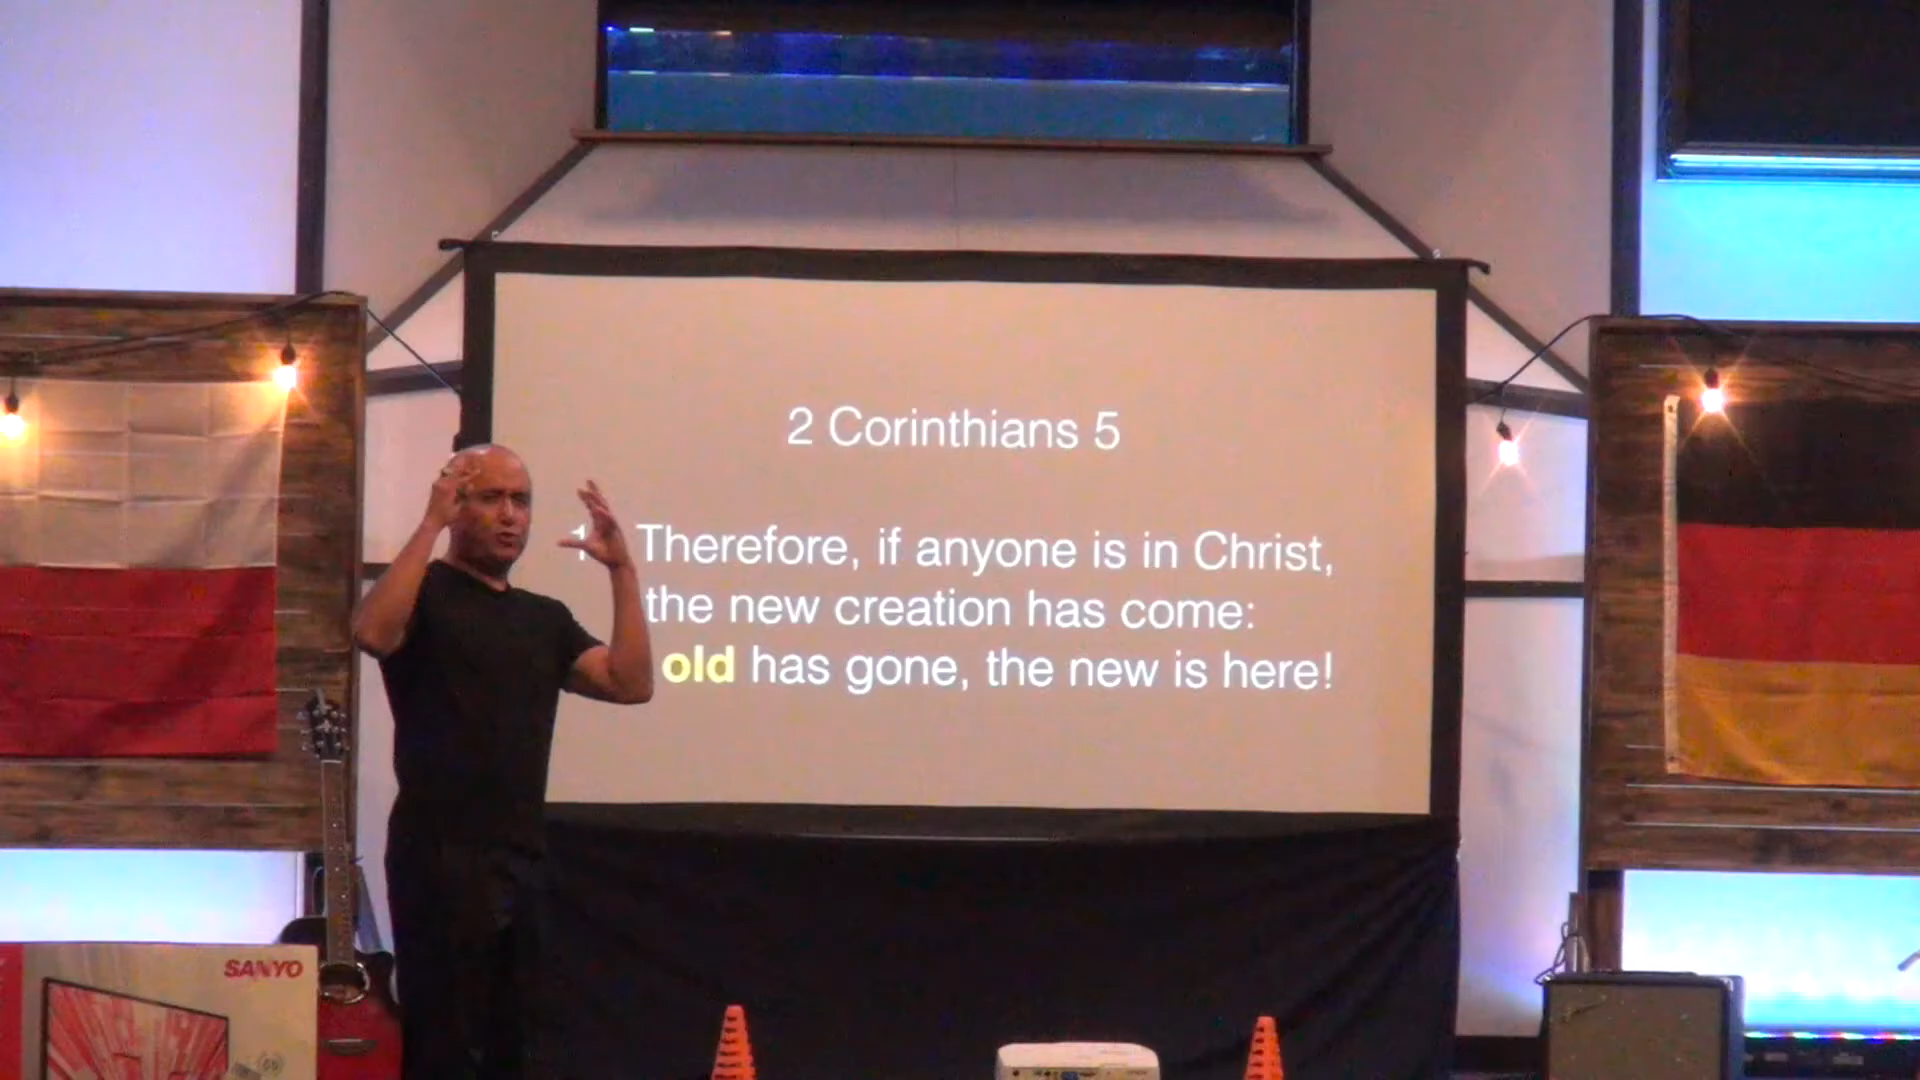 2 Corinthians 5
Therefore, if anyone is in Christ,
the new creation has come:
old has gone, the new is here!
SANYO